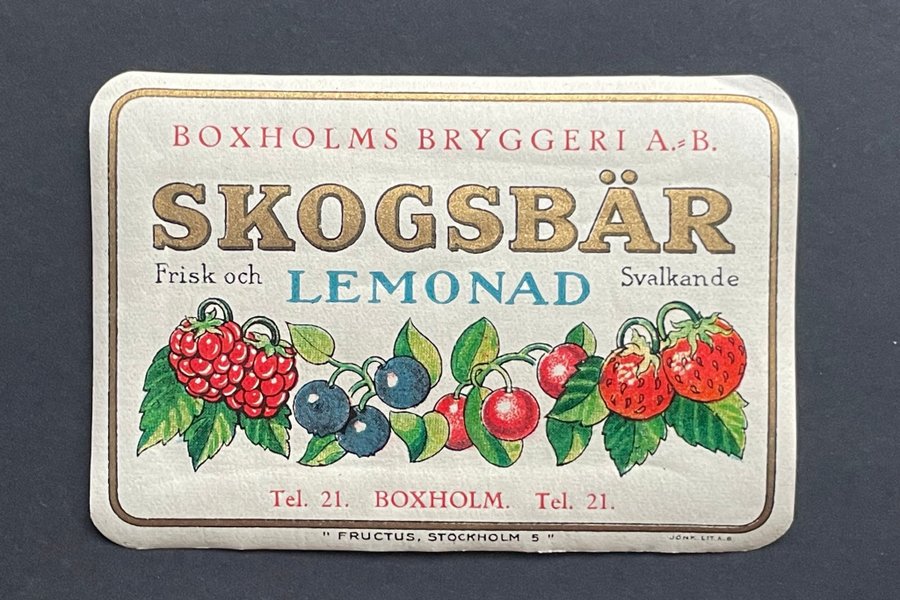 BOXHOLMS BRYGGERI A.=B.
SKOGSBÄR
Frisk och LEMONAD Svalkande
Tel. 21. BOXHOLM. Tel. 21.
" FRUCTUS, STOCKHOLM 5 " JÖNK. LIT. A. B